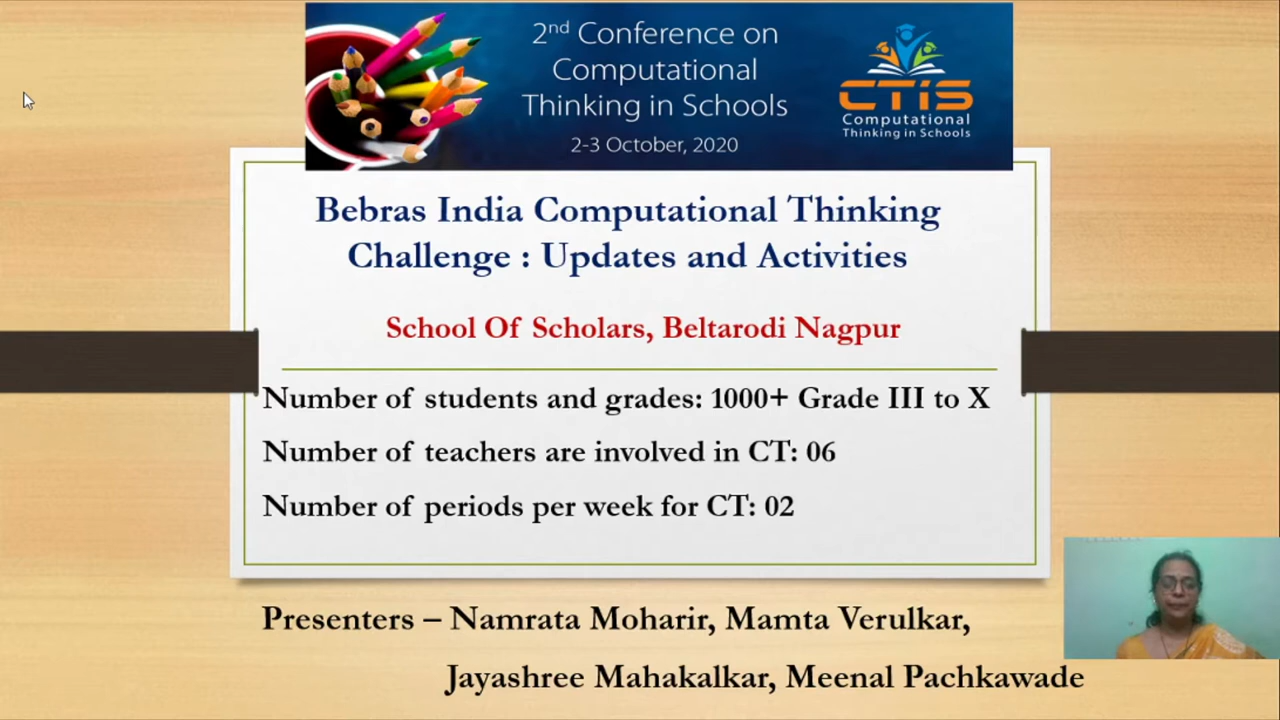 2nd Conference on
Computational
Thinking in Schools
2-3 October, 2020
CTiS
Computational
Thinking in Schools
Bebras India Computational Thinking
Challenge : Updates and Activities
School Of Scholars, Beltarodi Nagpur
Number of students and grades: 1000+ Grade III to X
Number of teachers are involved in CT: 06
Number of periods per week for CT: 02
Presenters – Namrata Moharir, Mamta Verulkar,
Jayashree Mahakalkar, Meenal Pachkawade